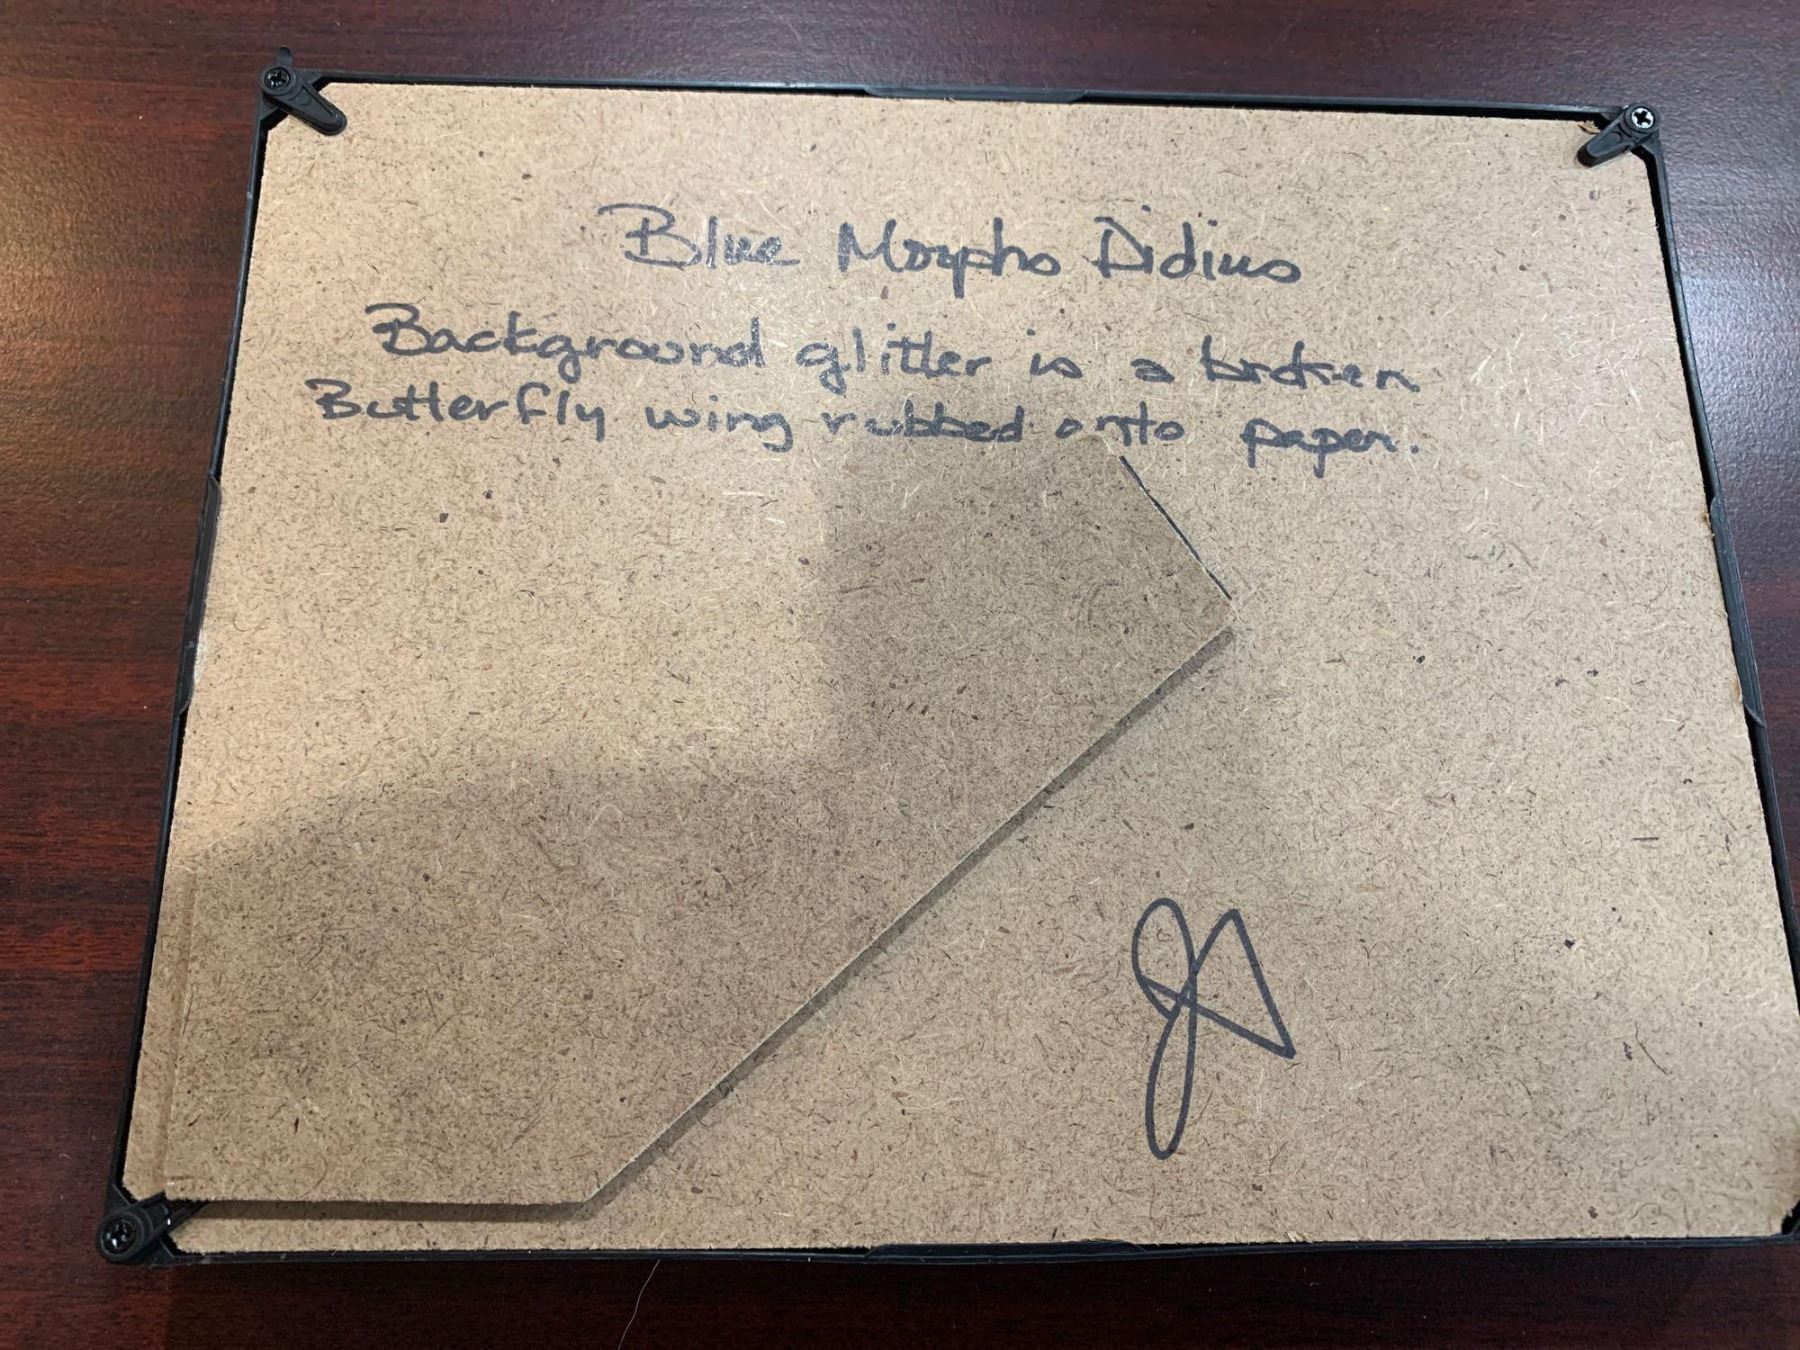 Blue Morpho Didius
Background glitter is a broken
Butterfly wing rubbed onto paper.